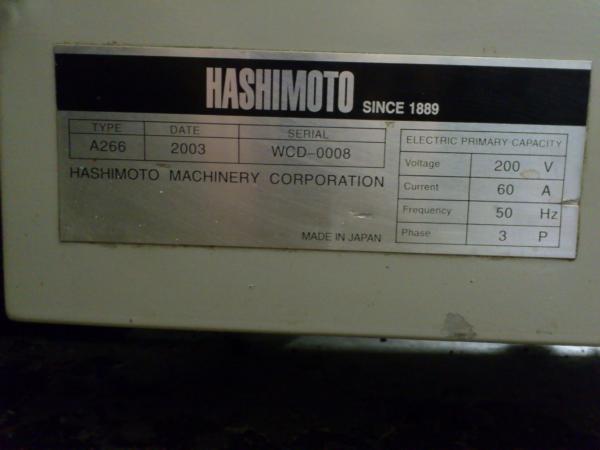 HASHIMOTO SINCE 1889
TYPE DATE SERIAL
A266 2003 WCD-0008
HASHIMOTO MACHINERY CORPORATION
MADE IN JAPAN
ELECTRIC PRIMARY CAPACITY
Voltage 200 V
Current 60 A
Frequency 50 Hz
Phase 3 P